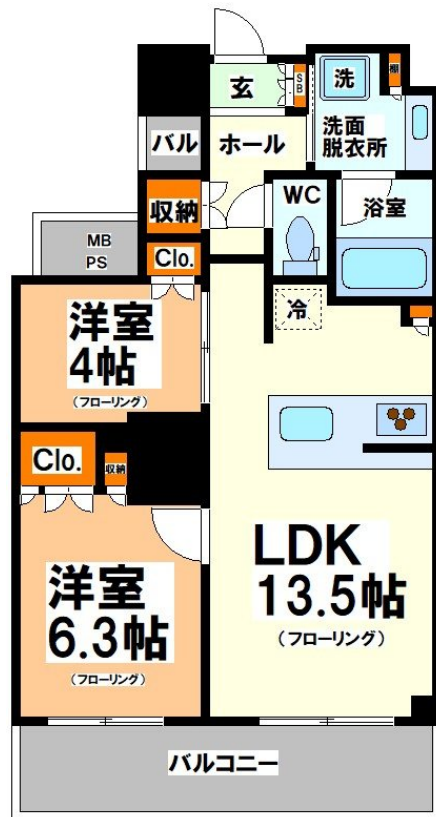 玄
SB
洗
棚
洗面
脱衣所
バル
ホール
収納
WC
浴室
MB
PS
Clo.
冷
洋室
4帖
(フローリング)
Clo.
収納
LDK
13.5帖
(フローリング)
洋室
6.3帖
(フローリング)
バルコニー